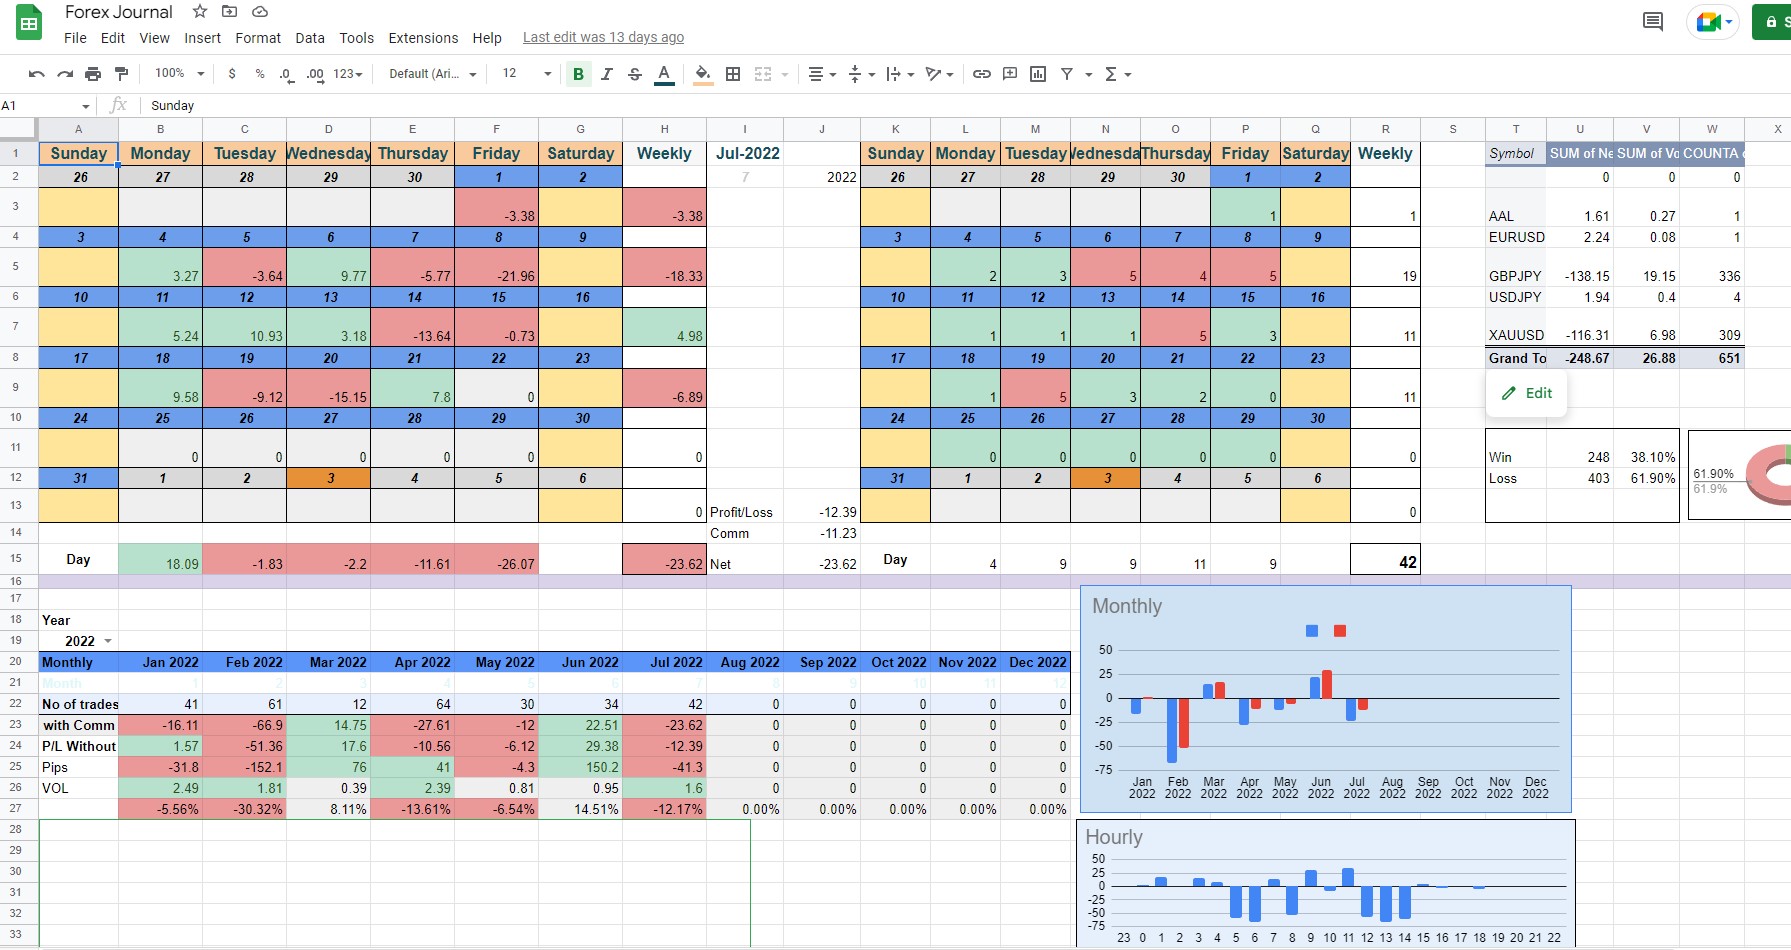 Forex Journal
File Edit View Insert Format Data Tools Extensions Help Last edit was 13 days ago
100% $ % .0 .00 123 Default (Ari... 12 B I S A
A1 fx Sunday
A B C D E F G H I J K L M N O P Q R S T U V W X
1 Sunday Monday Tuesday Wednesday Thursday Friday Saturday Weekly Jul-2022 Sunday Monday Tuesday Wednesda Thursday Friday Saturday Weekly Symbol SUM of Ne SUM of Vo COUNTA
2 26 27 28 29 30 1 2 7 2022 26 27 28 29 30 1 2 0 0 0
3 -3.38 -3.38 1 1 AAL 1.61 0.27 1
4 3 4 5 6 7 8 9 3 4 5 6 7 8 9 EURUSD 2.24 0.08 1
5 3.27 -3.64 9.77 -5.77 -21.96 -18.33 2 3 5 4 5 19 GBPJPY -138.15 19.15 336
6 10 11 12 13 14 15 16 10 11 12 13 14 15 16 USDJPY 1.94 0.4 4
7 5.24 10.93 3.18 -13.64 -0.73 4.98 1 1 1 5 3 11 XAUUSD -116.31 6.98 309
8 17 18 19 20 21 22 23 17 18 19 20 21 22 23 Grand To -248.67 26.88 651
9 9.58 -9.12 -15.15 7.8 0 -6.89 1 5 3 2 0 11 Edit
10 24 25 26 27 28 29 30 24 25 26 27 28 29 30
11 0 0 0 0 0 0 0 0 0 0 0 0 Win 248 38.10%
12 31 1 2 3 4 5 6 31 1 2 3 4 5 6 Loss 403 61.90%
61.90%
61.9%
13 0 Profit/Loss -12.39 0
14 Comm -11.23
15 Day 18.09 -1.83 -2.2 -11.61 -26.07 -23.62 Net -23.62 Day 4 9 9 11 9 42
16
17
18 Year
19 2022
20 Monthly Jan 2022 Feb 2022 Mar 2022 Apr 2022 May 2022 Jun 2022 Jul 2022 Aug 2022 Sep 2022 Oct 2022 Nov 2022 Dec 2022
21 Month 1 2 3 4 5 6 7 8 9 10 11 12
22 No of trades 41 61 12 64 30 34 42 0 0 0 0 0
23 with Comm -16.11 -66.9 14.75 -27.61 -12 22.51 -23.62 0 0 0 0 0
24 P/L Without 1.57 -51.36 17.6 -10.56 -6.12 29.38 -12.39 0 0 0 0 0
25 Pips -31.8 -152.1 76 41 -4.3 150.2 -41.3 0 0 0 0 0
26 VOL 2.49 1.81 0.39 2.39 0.81 0.95 1.6 0 0 0 0 0
27 -5.56% -30.32% 8.11% -13.61% -6.54% 14.51% -12.17% 0.00% 0.00% 0.00% 0.00% 0.00%
28
29
30
31
32
33
Monthly
50
25
0
-25
-50
-75
Jan Feb Mar Apr May Jun Jul Aug Sep Oct Nov Dec
2022 2022 2022 2022 2022 2022 2022 2022 2022 2022 2022 2022
Hourly
50
25
0
-25
-50
-75
23 0 1 2 3 4 5 6 7 8 9 10 11 12 13 14 15 16 17 18 19 20 21 22